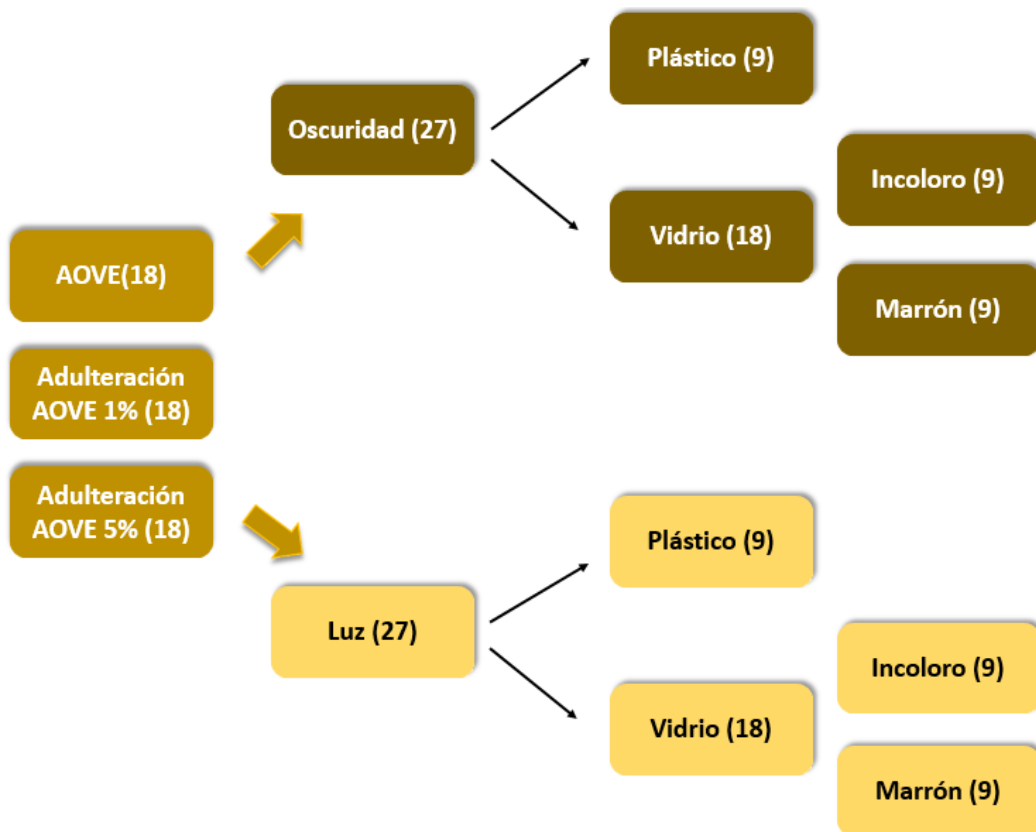 AOVE(18)
Adulteración
AOVE 1% (18)
Adulteración
AOVE 5% (18)
Oscuridad (27)
Plástico (9)
Vidrio (18)
Incoloro (9)
Marrón (9)
Luz (27)
Plástico (9)
Vidrio (18)
Incoloro (9)
Marrón (9)